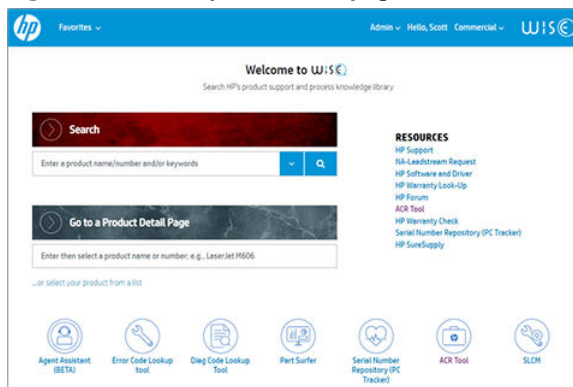 hp
Favorites
Admin
Hello, Scott
Commercial
WISE
Welcome to WISE
Search HP's product support and process knowledge library
Search
Enter a product name/number and/or keywords
Go to a Product Detail Page
Enter then select a product name or number, e.g., LaserJet M606
...or select your product from a list
RESOURCES
HP Support
NA-Leadstream Request
HP Software and Driver
HP Warranty Look-Up
HP Forum
ACR Tool
HP Warranty Check
Serial Number Repository (PC Tracker)
HP SureSupply
Agent Assistant
(BETA)
Error Code Lookup
tool
Diag Code Lookup
Tool
Part Surfer
Serial Number
Repository (PC
Tracker)
ACR Tool
SLCM